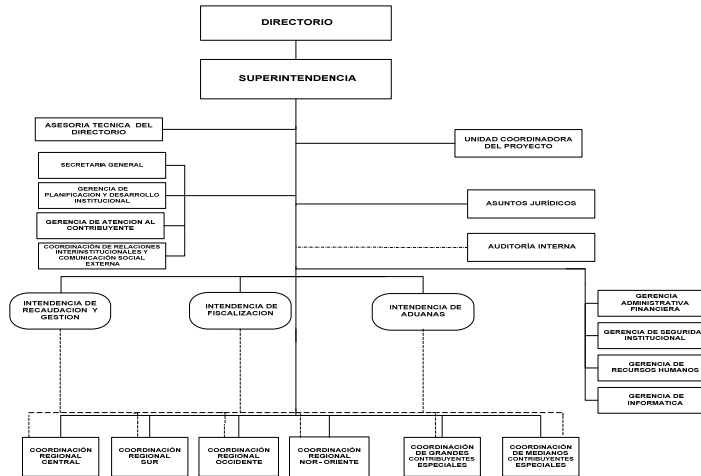 DIRECTORIO
SUPERINTENDENCIA
ASESORIA TECNICA DEL
DIRECTORIO
UNIDAD COORDINADORA
DEL PROYECTO
SECRETARIA GENERAL
GERENCIA DE
PLANIFICACION Y DESARROLLO
INSTITUCIONAL
ASUNTOS JURÍDICOS
GERENCIA DE ATENCION AL
CONTRIBUYENTE
COORDINACIÓN DE RELACIONES
INTERINSTITUCIONALES Y
COMUNICACIÓN SOCIAL
EXTERNA
AUDITORÍA INTERNA
INTENDENCIA DE
RECAUDACION Y
GESTION
INTENDENCIA DE
FISCALIZACION
INTENDENCIA DE
ADUANAS
GERENCIA
ADMINISTRATIVA
FINANCIERA
GERENCIA DE SEGURIDA
INSTITUCIONAL
GERENCIA DE
RECURSOS HUMANOS
GERENCIA DE
INFORMATICA
COORDINACIÓN
REGIONAL
CENTRAL
COORDINACIÓN
REGIONAL
SUR
COORDINACIÓN
REGIONAL
OCCIDENTE
COORDINACIÓN
REGIONAL
NOR-ORIENTE
COORDINACIÓN
DE GRANDES
CONTRIBUYENTES
ESPECIALES
COORDINACIÓN
DE MEDIANOS
CONTRIBUYENTES
ESPECIALES